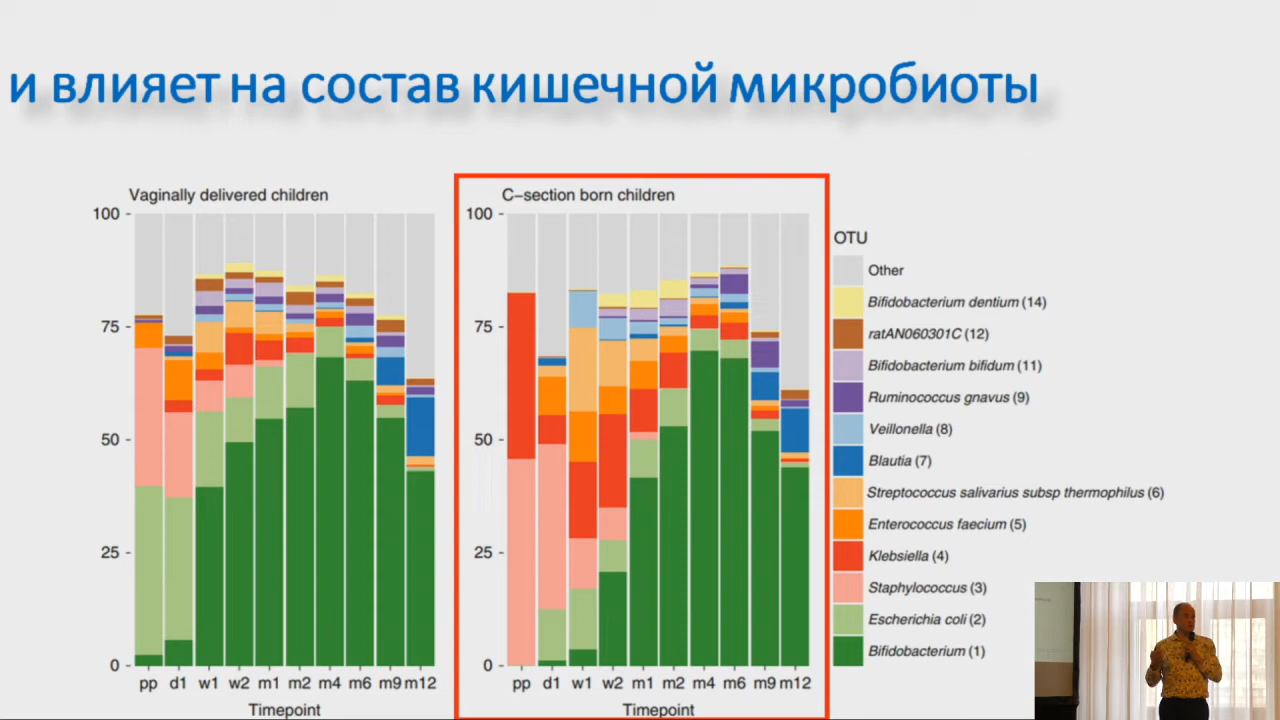 и влияет на состав кишечной микробиоты
Vaginally delivered children
100
75
50
25
0
pp d1 w1 w2 m1 m2 m4 m6 m9 m12
Timepoint
C–section born children
100
75
50
25
0
pp d1 w1 w2 m1 m2 m4 m6 m9 m12
Timepoint
OTU
Other
Bifidobacterium dentium (14)
ratAN060301C (12)
Bifidobacterium bifidum (11)
Ruminococcus gnavus (9)
Veillonella (8)
Blautia (7)
Streptococcus salivarius subsp thermophilus (6)
Enterococcus faecium (5)
Klebsiella (4)
Staphylococcus (3)
Escherichia coli (2)
Bifidobacterium (1)